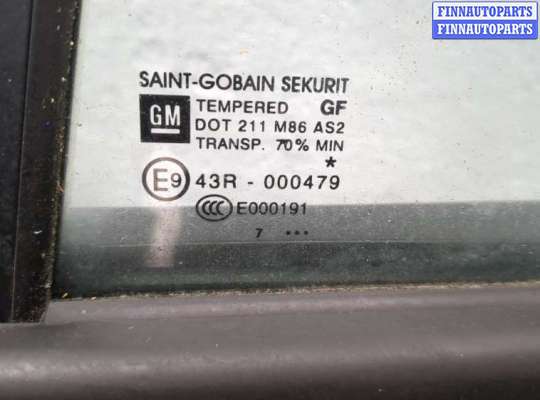 FINNAUTOPARTS
FINNAUTOPARTS
SAINT-GOBAIN SEKURIT
GM TEMPERED GF
DOT 211 M86 AS2
TRANSP. 70% MIN
*
E9 43R - 000479
CCC E000191
7 ...